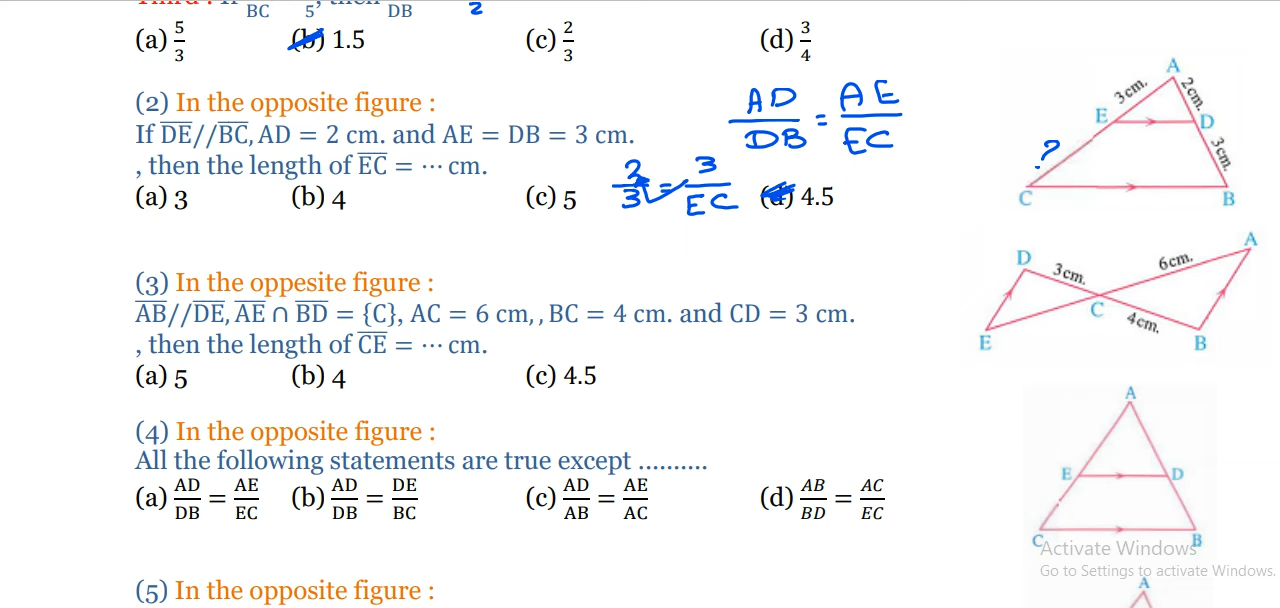 BC 5 DB 2
(a) 5/3 (b) 1.5 (c) 2/3 (d) 3/4
(2) In the opposite figure :
If DE//BC, AD = 2 cm. and AE = DB = 3 cm.
, then the length of EC = ··· cm.
(a) 3 (b) 4 (c) 5 (d) 4.5
AD/DB = AE/EC
2/3 = 3/EC
A
3cm. 2cm.
E D
? 3cm.
C B
(3) In the oppesite figure :
AB//DE, AE ∩ BD = {C}, AC = 6 cm, , BC = 4 cm. and CD = 3 cm.
, then the length of CE = ··· cm.
(a) 5 (b) 4 (c) 4.5
A
D 3cm. 6cm.
C 4cm.
E B
(4) In the opposite figure :
All the following statements are true except ..........
(a) AD/DB = AE/EC (b) AD/DB = DE/BC (c) AD/AB = AE/AC (d) AB/BD = AC/EC
A
E D
C B
Activate Windows
Go to Settings to activate Windows.
(5) In the opposite figure :
A